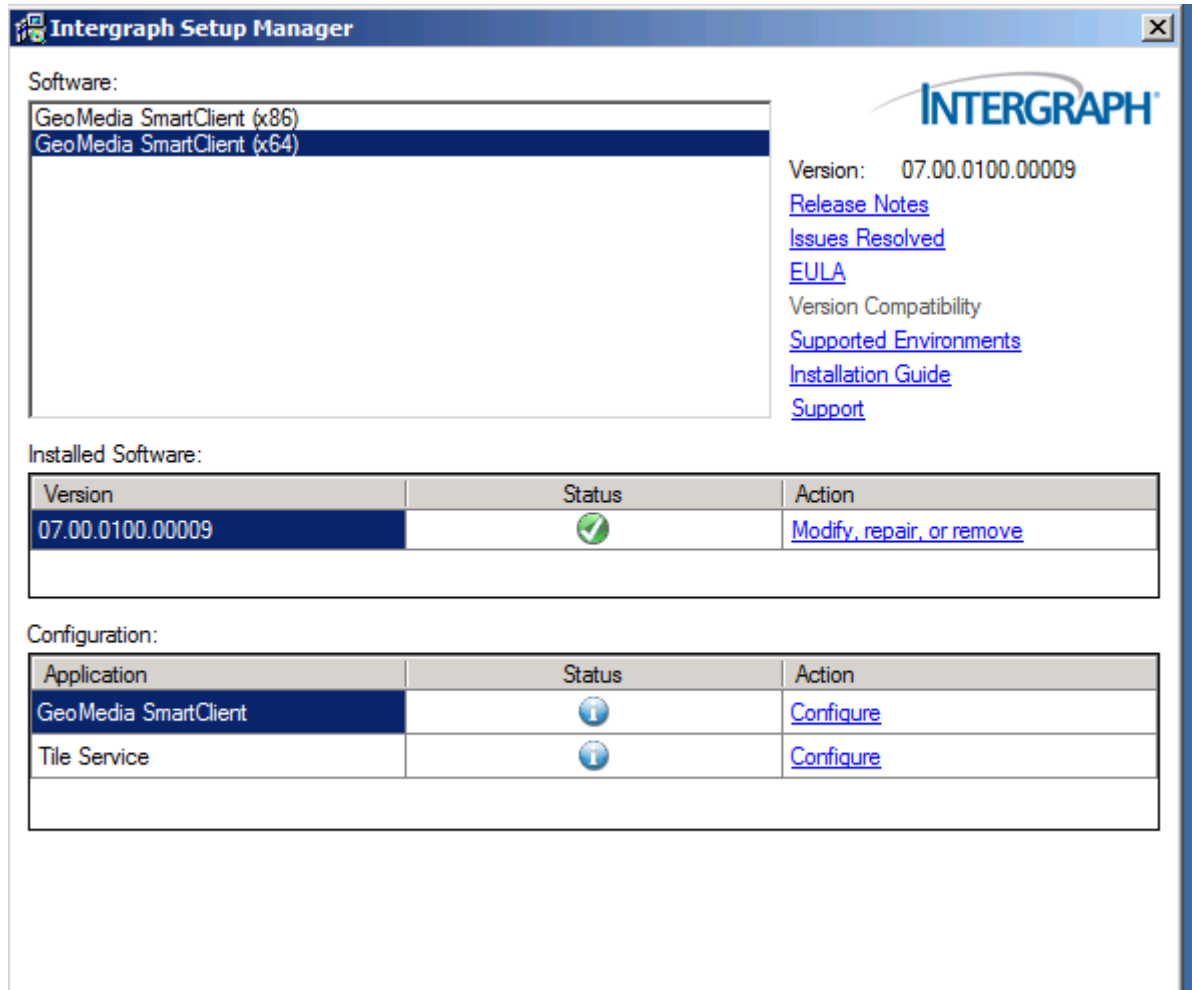 Intergraph Setup Manager
Software:
GeoMedia SmartClient (x86)
GeoMedia SmartClient (x64)
INTERGRAPH
Version: 07.00.0100.00009
Release Notes
Issues Resolved
EULA
Version Compatibility
Supported Environments
Installation Guide
Support
Installed Software:
Version Status Action
07.00.0100.00009 Modify, repair, or remove
Configuration:
Application Status Action
GeoMedia SmartClient Configure
Tile Service Configure